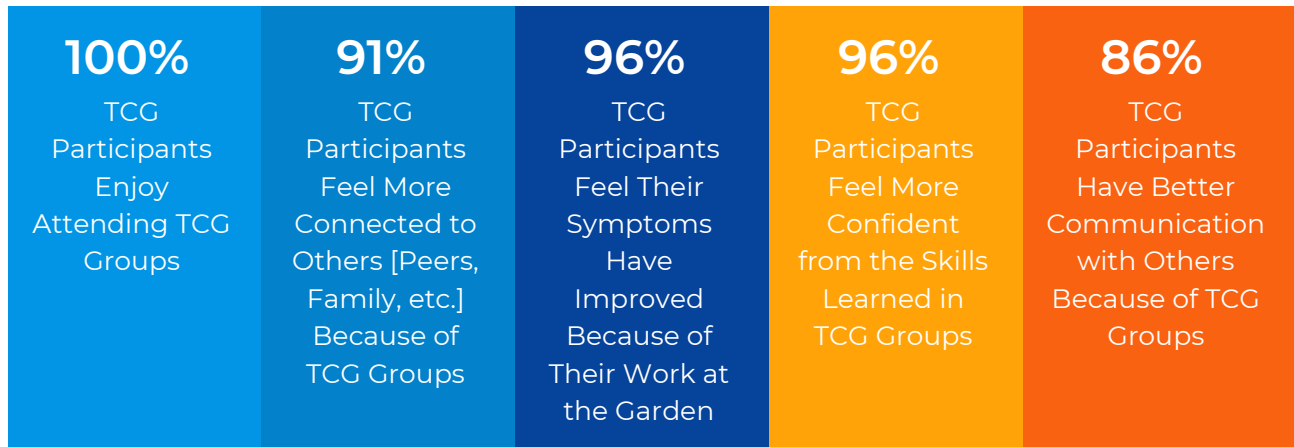 100%
TCG
Participants
Enjoy
Attending TCG
Groups
91%
TCG
Participants
Feel More
Connected to
Others [Peers,
Family, etc.]
Because of
TCG Groups
96%
TCG
Participants
Feel Their
Symptoms
Have
Improved
Because of
Their Work at
the Garden
96%
TCG
Participants
Feel More
Confident
from the Skills
Learned in
TCG Groups
86%
TCG
Participants
Have Better
Communication
with Others
Because of TCG
Groups